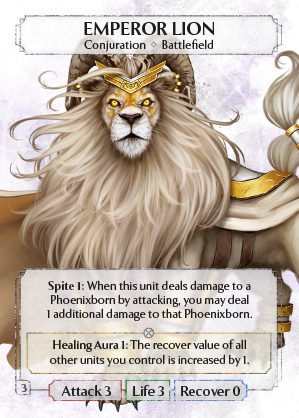 EMPEROR LION
Conjuration ◇ Battlefield
Spite 1: When this unit deals damage to a
Phoenixborn by attacking, you may deal
1 additional damage to that Phoenixborn.
Healing Aura 1: The recover value of all
other units you control is increased by 1.
3
Attack 3 Life 3 Recover 0